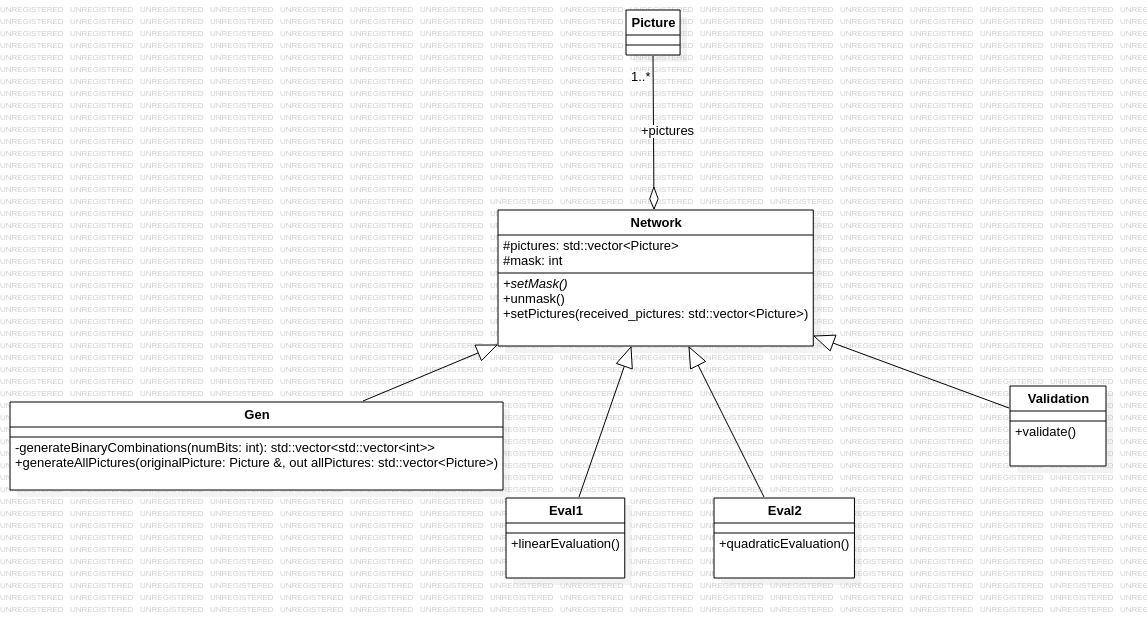 Picture
1..*
+pictures
Network
#pictures: std::vector<Picture>
#mask: int
+setMask()
+unmask()
+setPictures(received_pictures: std::vector<Picture>)
Gen
-generateBinaryCombinations(numBits: int): std::vector<std::vector<int>>
+generateAllPictures(originalPicture: Picture &, out allPictures: std::vector<Picture>)
Eval1
+linearEvaluation()
Eval2
+quadraticEvaluation()
Validation
+validate()
UNREGISTERED